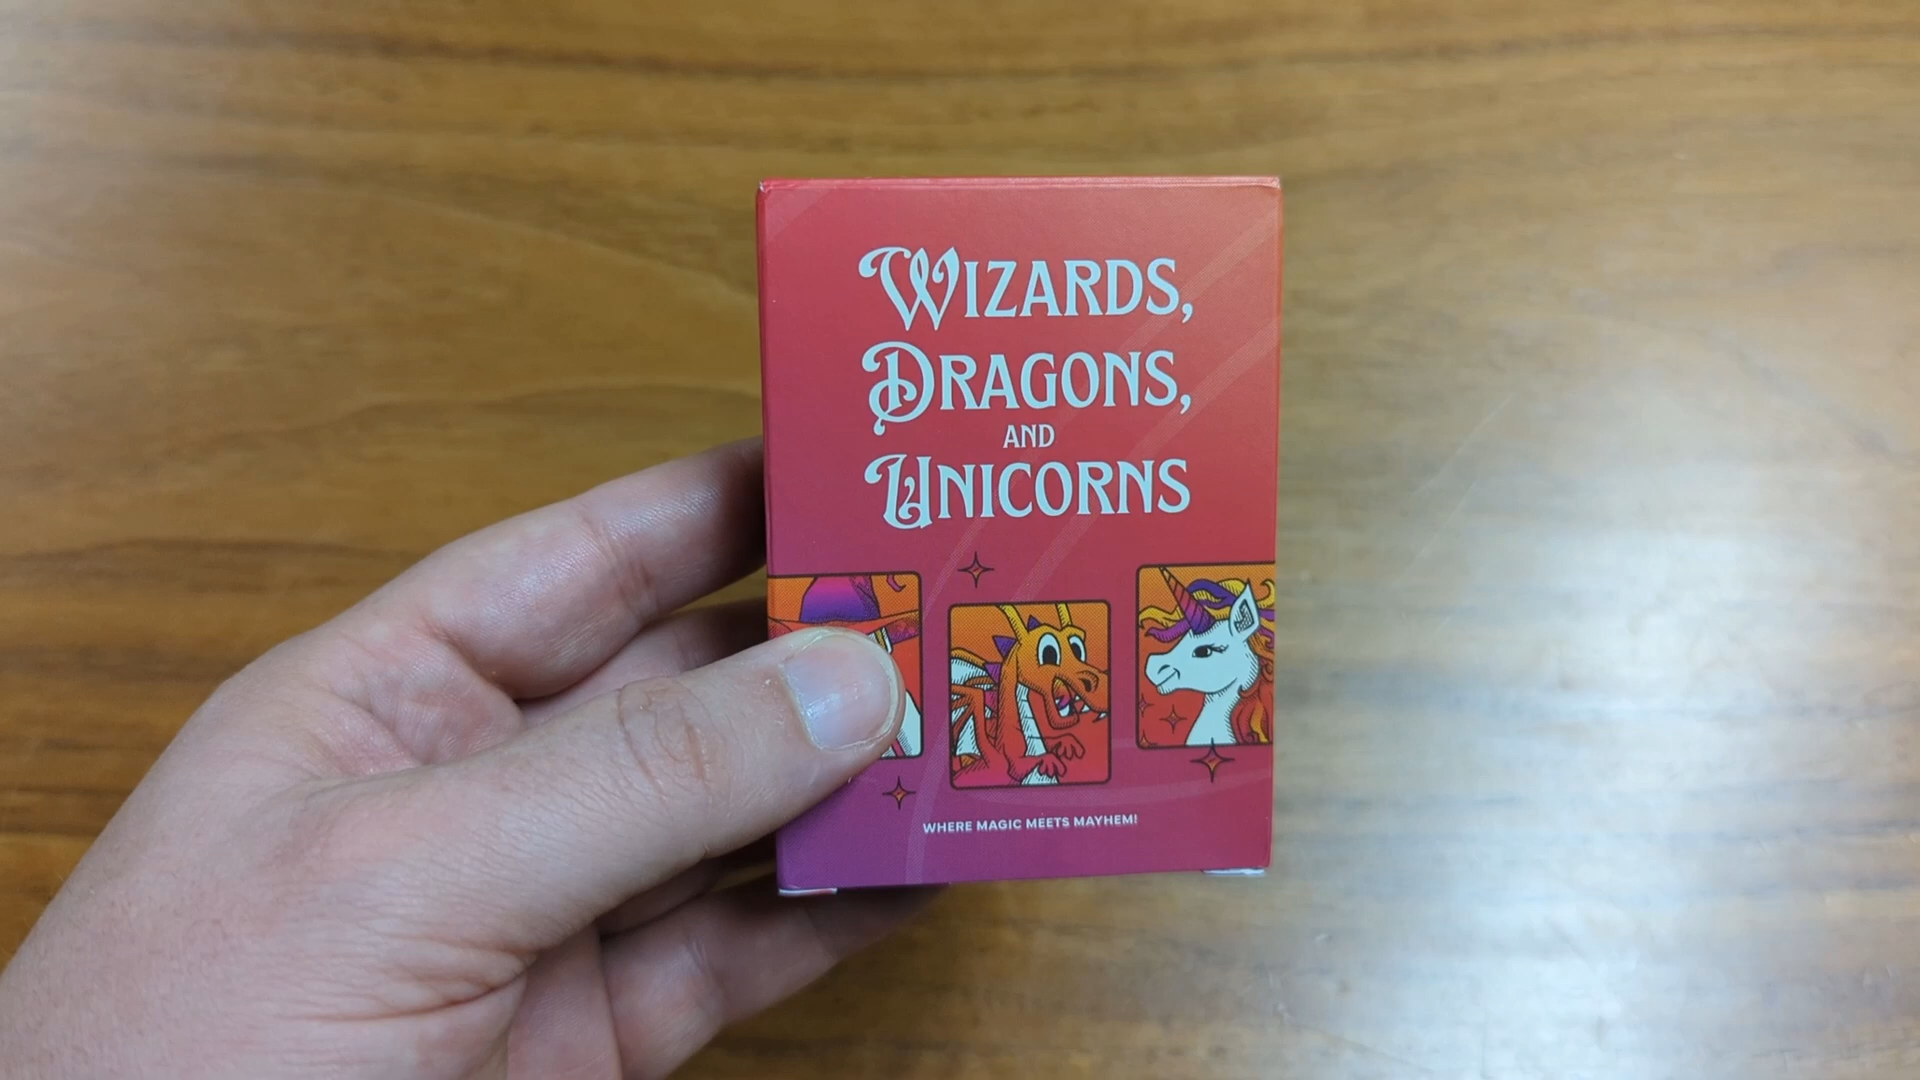 WIZARDS,
DRAGONS,
AND
UNICORNS
WHERE MAGIC MEETS MAYHEM!